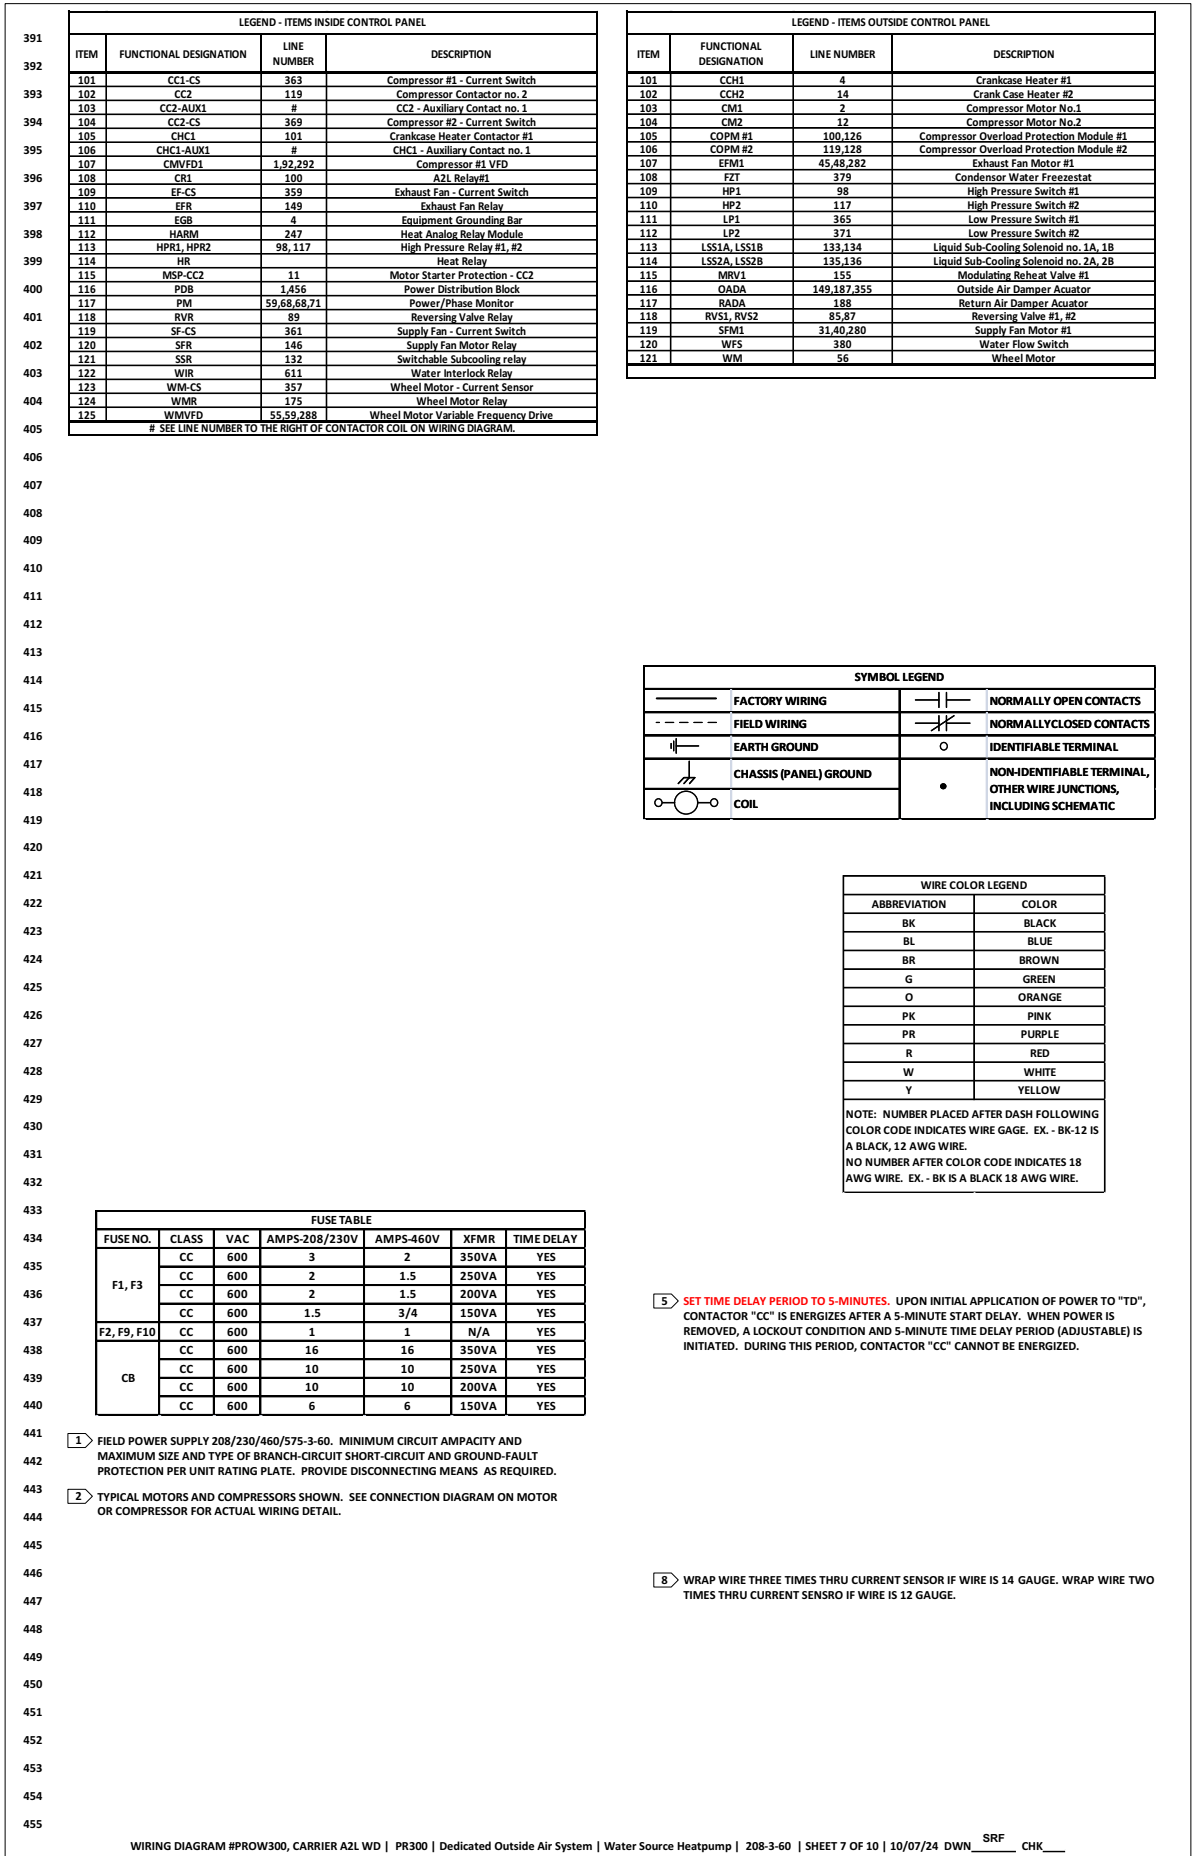 LEGEND - ITEMS INSIDE CONTROL PANEL
ITEM FUNCTIONAL DESIGNATION LINE NUMBER DESCRIPTION
101 CC1-CS 363 Compressor #1 - Current Switch
102 CC2 119 Compressor Contactor no. 2
103 CC2-AUX1 # CC2 - Auxiliary Contact no. 1
104 CC2-CS 369 Compressor #2 - Current Switch
105 CHC1 101 Crankcase Heater Contactor #1
106 CHC1-AUX1 # CHC1 - Auxiliary Contact no. 1
107 CMVFD1 1,92,292 Compressor #1 VFD
108 CR1 100 A2L Relay#1
109 EF-CS 359 Exhaust Fan - Current Switch
110 EFR 149 Exhaust Fan Relay
111 EGB 4 Equipment Grounding Bar
112 HARM 247 Heat Analog Relay Module
113 HPR1, HPR2 98, 117 High Pressure Relay #1, #2
114 HR Heat Relay
115 MSP-CC2 11 Motor Starter Protection - CC2
116 PDB 1,456 Power Distribution Block
117 PM 59,68,68,71 Power/Phase Monitor
118 RVR 89 Reversing Valve Relay
119 SF-CS 361 Supply Fan - Current Switch
120 SFR 146 Supply Fan Motor Relay
121 SSR 132 Switchable Subcooling relay
122 WIR 611 Water Interlock Relay
123 WM-CS 357 Wheel Motor - Current Sensor
124 WMR 175 Wheel Motor Relay
125 WMVFD 55,59,288 Wheel Motor Variable Frequency Drive
# SEE LINE NUMBER TO THE RIGHT OF CONTACTOR COIL ON WIRING DIAGRAM.
LEGEND - ITEMS OUTSIDE CONTROL PANEL
ITEM FUNCTIONAL DESIGNATION LINE NUMBER DESCRIPTION
101 CCH1 4 Crankcase Heater #1
102 CCH2 14 Crank Case Heater #2
103 CM1 2 Compressor Motor No.1
104 CM2 12 Compressor Motor No.2
105 COPM #1 100,126 Compressor Overload Protection Module #1
106 COPM #2 119,128 Compressor Overload Protection Module #2
107 EFM1 45,48,282 Exhaust Fan Motor #1
108 FZT 379 Condensor Water Freezestat
109 HP1 98 High Pressure Switch #1
110 HP2 117 High Pressure Switch #2
111 LP1 365 Low Pressure Switch #1
112 LP2 371 Low Pressure Switch #2
113 LSS1A, LSS1B 133,134 Liquid Sub-Cooling Solenoid no. 1A, 1B
114 LSS2A, LSS2B 135,136 Liquid Sub-Cooling Solenoid no. 2A, 2B
115 MRV1 155 Modulating Reheat Valve #1
116 OADA 149,187,355 Outside Air Damper Acuator
117 RADA 188 Return Air Damper Acuator
118 RVS1, RVS2 85,87 Reversing Valve #1, #2
119 SFM1 31,40,280 Supply Fan Motor #1
120 WFS 380 Water Flow Switch
121 WM 56 Wheel Motor
391
392
393
394
395
396
397
398
399
400
401
402
403
404
405
406
407
408
409
410
411
412
413
414
415
416
417
418
419
420
421
422
423
424
425
426
427
428
429
430
431
432
433
434
435
436
437
438
439
440
441
442
443
444
445
446
447
448
449
450
451
452
453
454
455
SYMBOL LEGEND
FACTORY WIRING NORMALLY OPEN CONTACTS
FIELD WIRING NORMALLYCLOSED CONTACTS
EARTH GROUND IDENTIFIABLE TERMINAL
CHASSIS (PANEL) GROUND
COIL
NON-IDENTIFIABLE TERMINAL,
OTHER WIRE JUNCTIONS,
INCLUDING SCHEMATIC
WIRE COLOR LEGEND
ABBREVIATION COLOR
BK BLACK
BL BLUE
BR BROWN
G GREEN
O ORANGE
PK PINK
PR PURPLE
R RED
W WHITE
Y YELLOW
NOTE: NUMBER PLACED AFTER DASH FOLLOWING
COLOR CODE INDICATES WIRE GAGE. EX. - BK-12 IS
A BLACK, 12 AWG WIRE.
NO NUMBER AFTER COLOR CODE INDICATES 18
AWG WIRE. EX. - BK IS A BLACK 18 AWG WIRE.
FUSE TABLE
FUSE NO. CLASS VAC AMPS-208/230V AMPS-460V XFMR TIME DELAY
F1, F3
CC 600 3 2 350VA YES
CC 600 2 1.5 250VA YES
CC 600 2 1.5 200VA YES
CC 600 1.5 3/4 150VA YES
F2, F9, F10 CC 600 1 1 N/A YES
CB
CC 600 16 16 350VA YES
CC 600 10 10 250VA YES
CC 600 10 10 200VA YES
CC 600 6 6 150VA YES
1 FIELD POWER SUPPLY 208/230/460/575-3-60. MINIMUM CIRCUIT AMPACITY AND
MAXIMUM SIZE AND TYPE OF BRANCH-CIRCUIT SHORT-CIRCUIT AND GROUND-FAULT
PROTECTION PER UNIT RATING PLATE. PROVIDE DISCONNECTING MEANS AS REQUIRED.
2 TYPICAL MOTORS AND COMPRESSORS SHOWN. SEE CONNECTION DIAGRAM ON MOTOR
OR COMPRESSOR FOR ACTUAL WIRING DETAIL.
5 SET TIME DELAY PERIOD TO 5-MINUTES. UPON INITIAL APPLICATION OF POWER TO "TD",
CONTACTOR "CC" IS ENERGIZES AFTER A 5-MINUTE START DELAY. WHEN POWER IS
REMOVED, A LOCKOUT CONDITION AND 5-MINUTE TIME DELAY PERIOD (ADJUSTABLE) IS
INITIATED. DURING THIS PERIOD, CONTACTOR "CC" CANNOT BE ENERGIZED.
8 WRAP WIRE THREE TIMES THRU CURRENT SENSOR IF WIRE IS 14 GAUGE. WRAP WIRE TWO
TIMES THRU CURRENT SENSRO IF WIRE IS 12 GAUGE.
WIRING DIAGRAM #PROW300, CARRIER A2L WD | PR300 | Dedicated Outside Air System | Water Source Heatpump | 208-3-60 | SHEET 7 OF 10 | 10/07/24 DWN SRF CHK